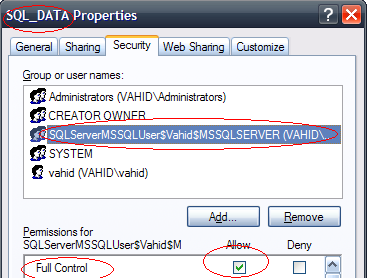 SQL_DATA Properties
General Sharing Security Web Sharing Customize
Group or user names:
Administrators (VAHID\Administrators)
CREATOR OWNER
SQLServerMSSQLUser$Vahid$MSSQLSERVER (VAHID\
SYSTEM
vahid (VAHID\vahid)
Add... Remove
Permissions for
SQLServerMSSQLUser$Vahid$M Allow Deny
Full Control